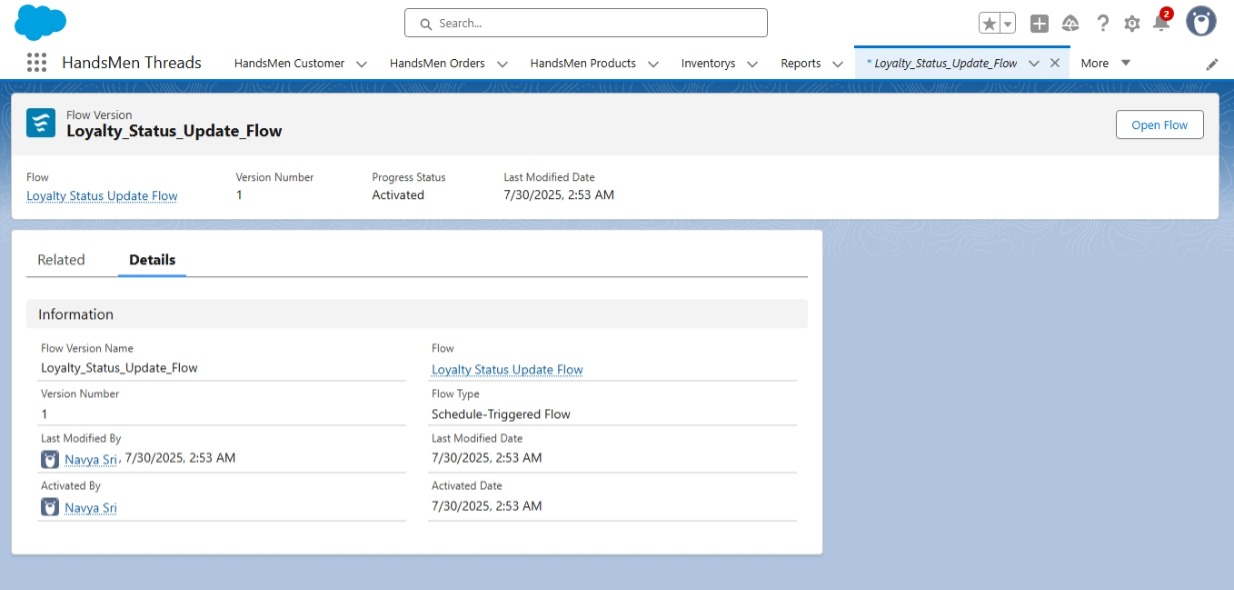 Search...
2
HandsMen Threads
HandsMen Customer
HandsMen Orders
HandsMen Products
Inventorys
Reports
* Loyalty_Status_Update_Flow
More
Flow Version
Loyalty_Status_Update_Flow
Open Flow
Flow
Version Number
Progress Status
Last Modified Date
Loyalty Status Update Flow
1
Activated
7/30/2025, 2:53 AM
Related
Details
Information
Flow Version Name
Loyalty_Status_Update_Flow
Flow
Loyalty Status Update Flow
Version Number
1
Flow Type
Schedule-Triggered Flow
Last Modified By
Navya Sri, 7/30/2025, 2:53 AM
Last Modified Date
7/30/2025, 2:53 AM
Activated By
Navya Sri
Activated Date
7/30/2025, 2:53 AM